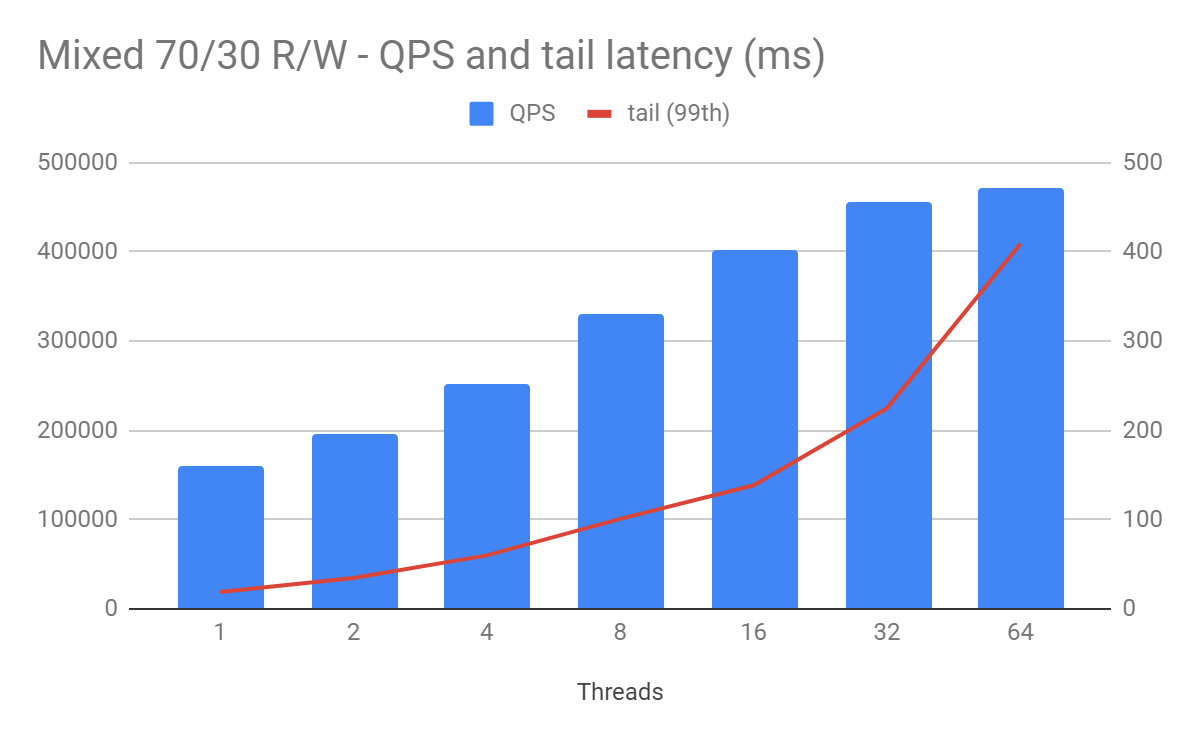 Mixed 70/30 R/W - QPS and tail latency (ms)
QPS tail (99th)
500000 500
400000 400
300000 300
200000 200
100000 100
0 0
1 2 4 8 16 32 64
Threads